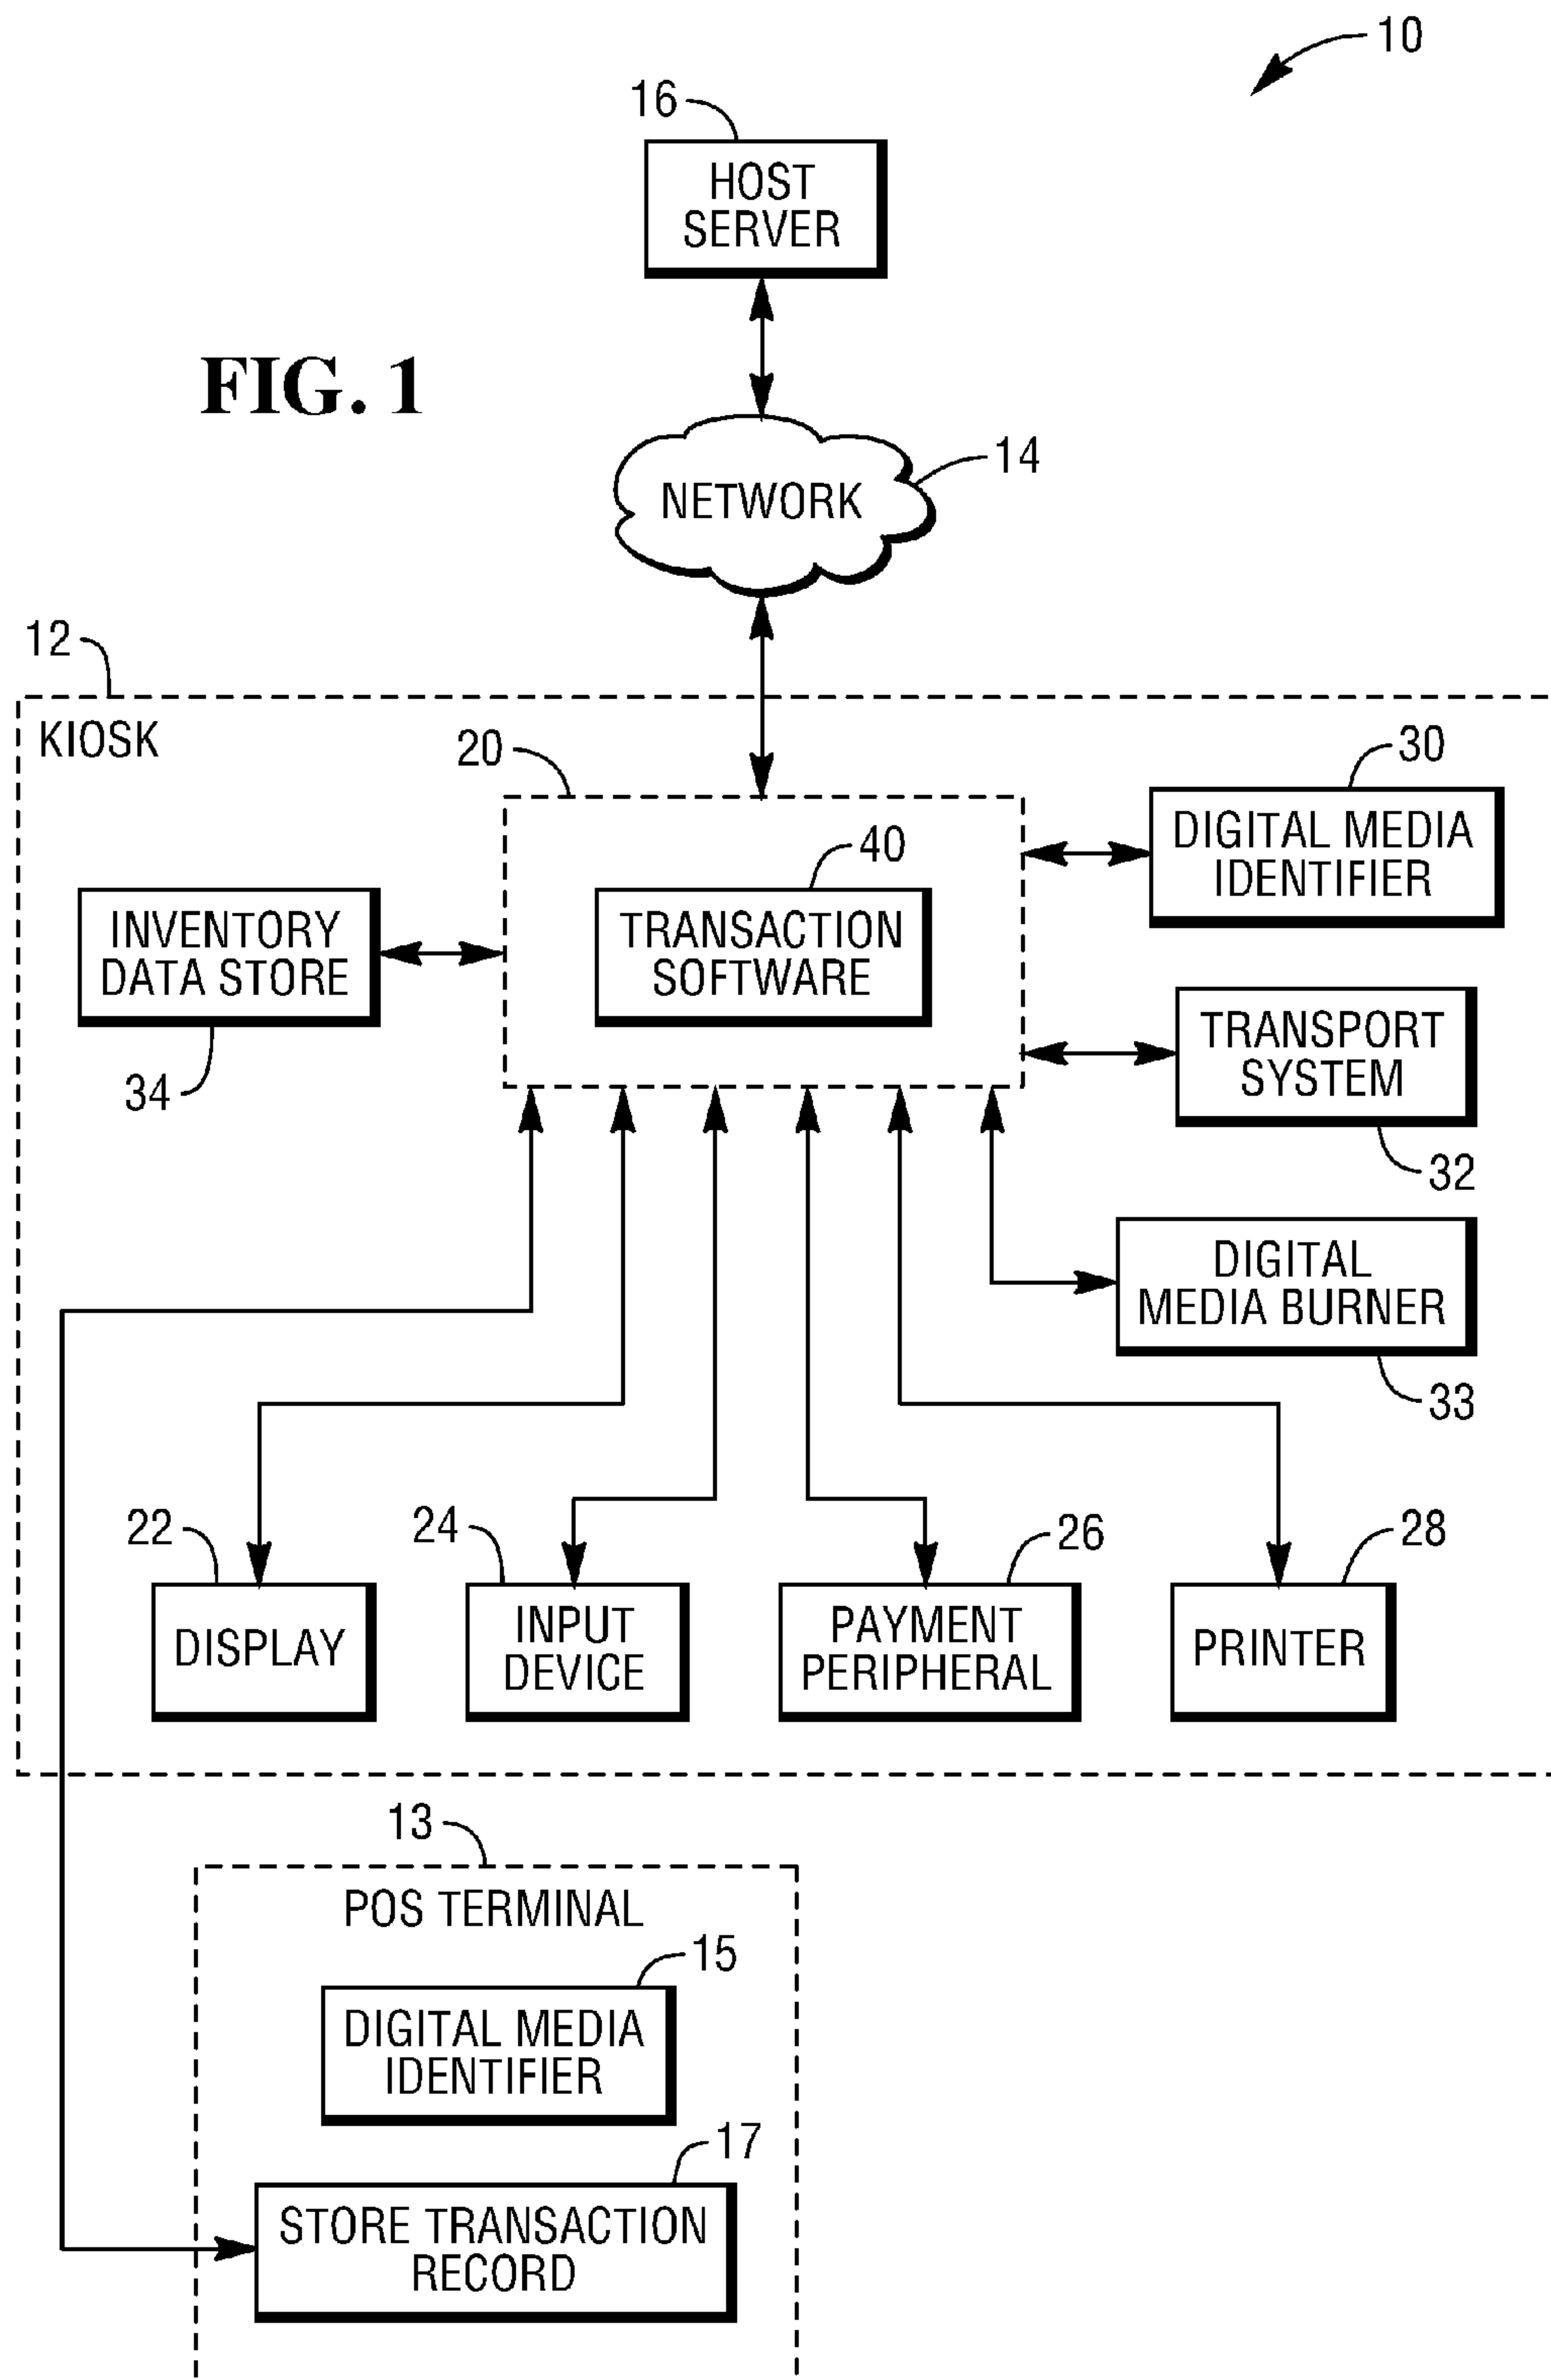 10
16
HOST
SERVER
FIG. 1
14
NETWORK
12
KIOSK
20
30
DIGITAL MEDIA
IDENTIFIER
40
TRANSACTION
SOFTWARE
INVENTORY
DATA STORE
34
TRANSPORT
SYSTEM
32
DIGITAL
MEDIA BURNER
33
22
DISPLAY
24
INPUT
DEVICE
26
PAYMENT
PERIPHERAL
28
PRINTER
13
POS TERMINAL
15
DIGITAL MEDIA
IDENTIFIER
17
STORE TRANSACTION
RECORD